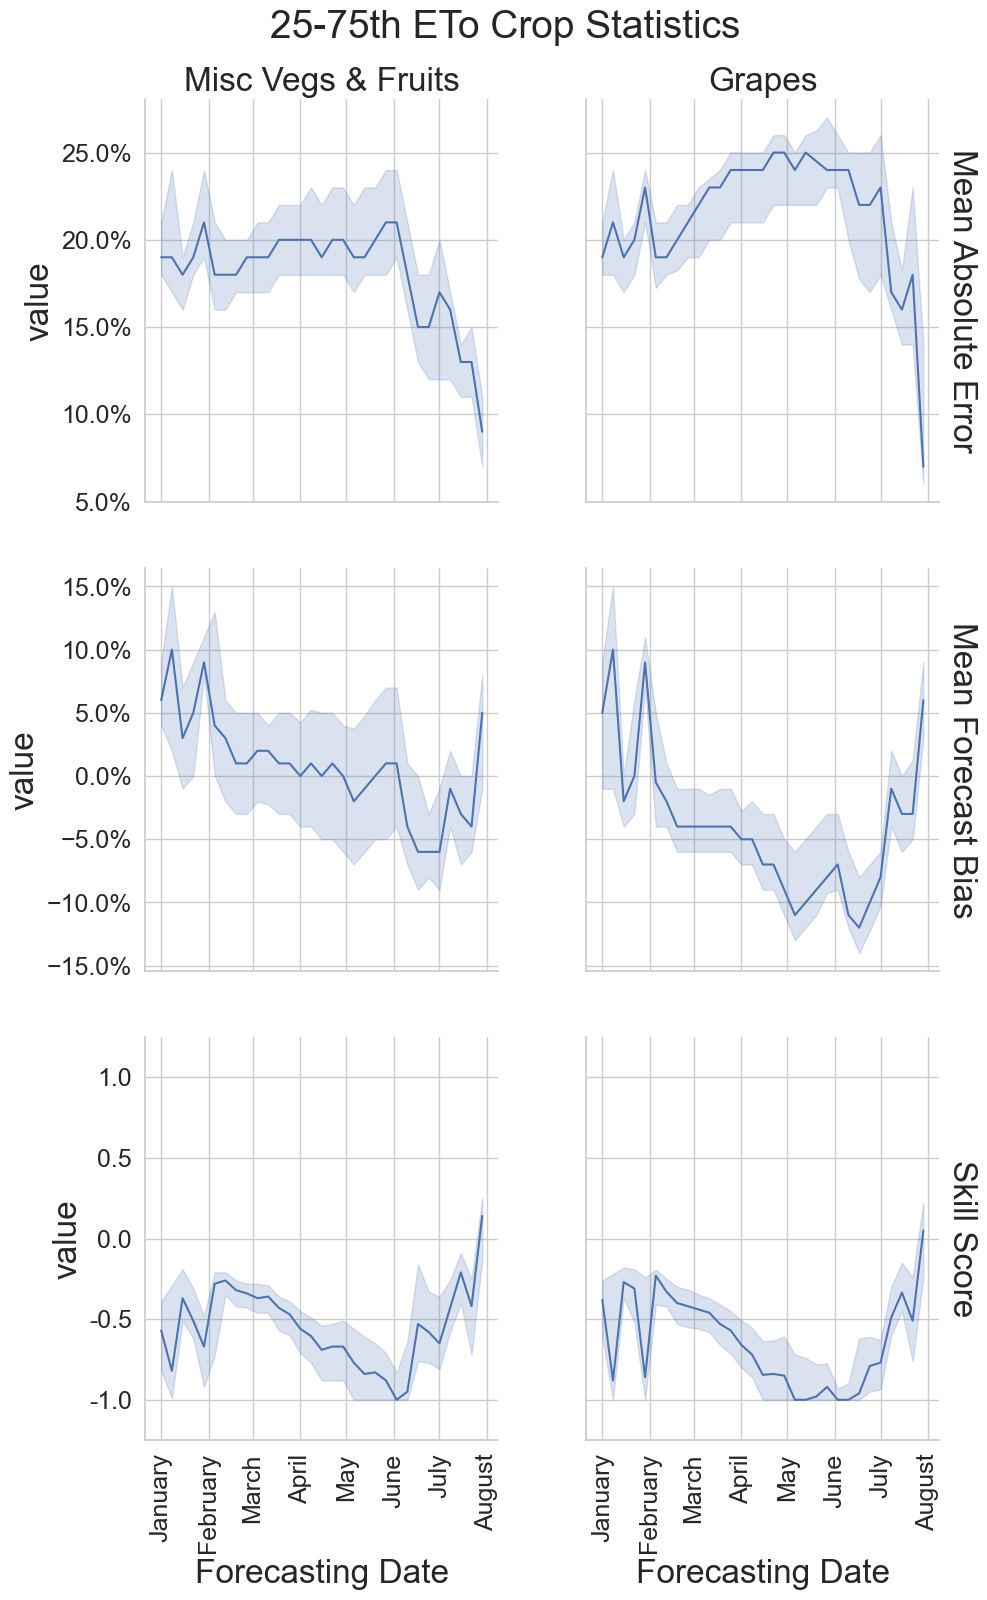 25-75th ETo Crop Statistics
Misc Vegs & Fruits
Grapes
25.0%
20.0%
15.0%
10.0%
5.0%
value
Mean Absolute Error
15.0%
10.0%
5.0%
0.0%
−5.0%
−10.0%
−15.0%
value
Mean Forecast Bias
1.0
0.5
0.0
-0.5
-1.0
value
Skill Score
January
February
March
April
May
June
July
August
Forecasting Date
January
February
March
April
May
June
July
August
Forecasting Date